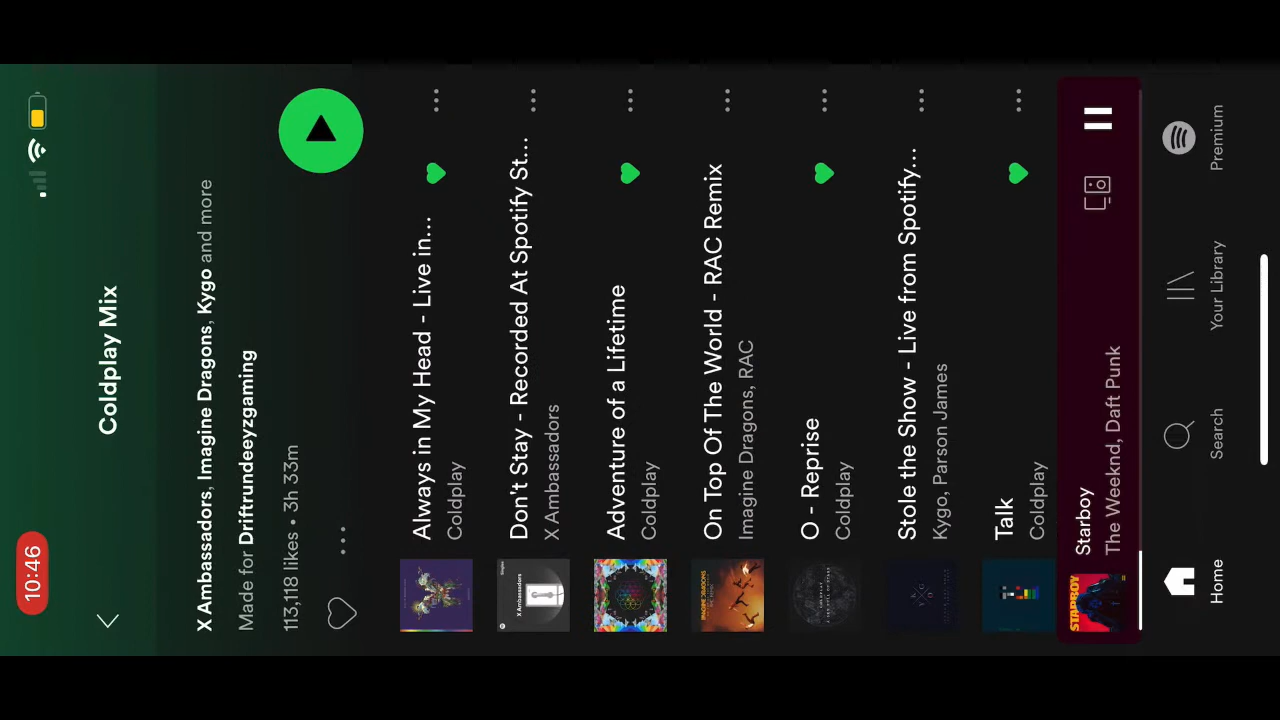 10:46
Coldplay Mix
X Ambassadors, Imagine Dragons, Kygo and more
Made for Driftrundeeyzgaming
113,118 likes • 3h 33m
Always in My Head - Live in...
Coldplay
Don't Stay - Recorded At Spotify St...
X Ambassadors
Adventure of a Lifetime
Coldplay
On Top Of The World - RAC Remix
Imagine Dragons, RAC
O - Reprise
Coldplay
Stole the Show - Live from Spotify...
Kygo, Parson James
Talk
Coldplay
STARBOY
Starboy
The Weeknd, Daft Punk
Home
Search
Your Library
Premium